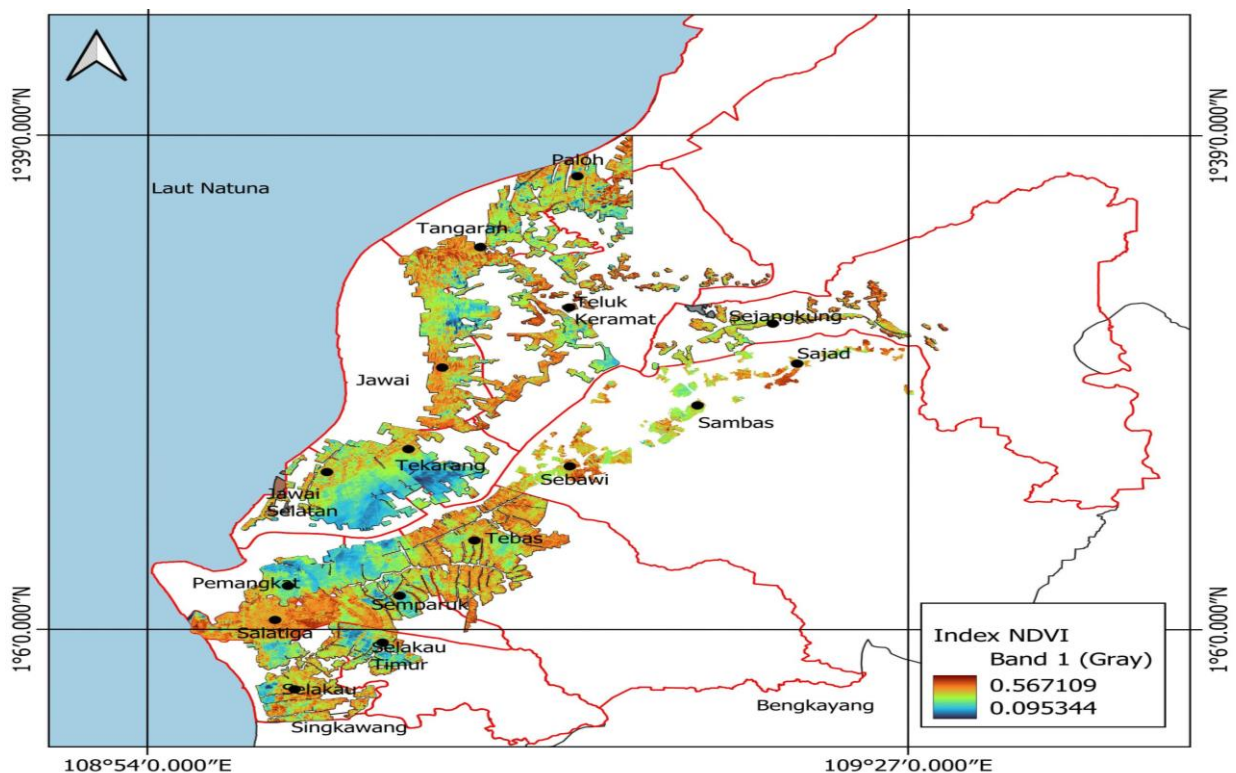 1°39'0.000"N
1°39'0.000"N
Paloh
Laut Natuna
Tangaran
Teluk
Keramat
Sejangkung
Sajad
Jawai
Sambas
Tekarang
Sebawi
Jawai
Selatan
Tebas
Pemangkat
Semparuk
Salatiga
1°6'0.000"N
1°6'0.000"N
Selakau
Timur
Selakau
Singkawang
Bengkayang
Index NDVI
Band 1 (Gray)
0.567109
0.095344
108°54'0.000"E
109°27'0.000"E